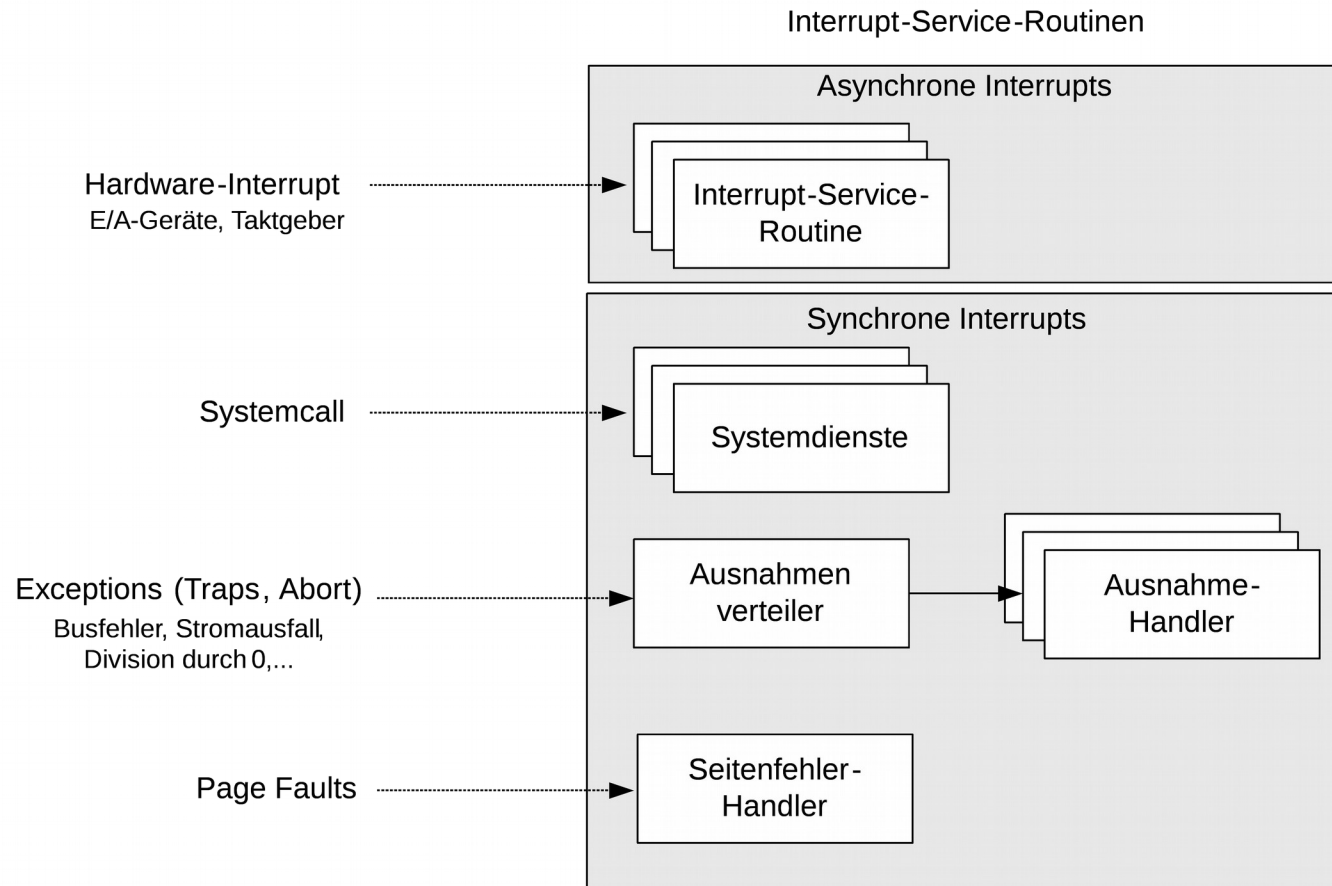 Interrupt-Service-Routinen
Asynchrone Interrupts
Hardware-Interrupt
E/A-Geräte, Taktgeber
Interrupt-Service-
Routine
Synchrone Interrupts
Systemcall
Systemdienste
Exceptions (Traps, Abort)
Busfehler, Stromausfall,
Division durch 0,...
Ausnahmen
verteiler
Ausnahme-
Handler
Page Faults
Seitenfehler-
Handler